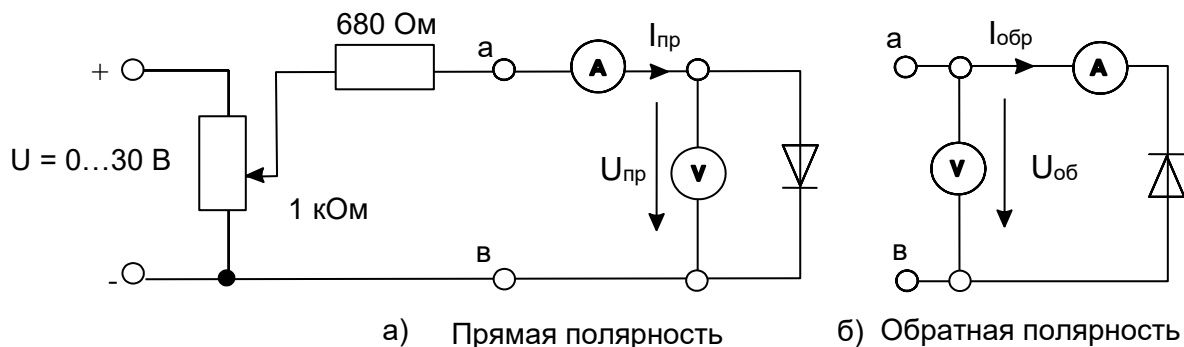 680 Ом
а
Iпр
A
+
U = 0...30 В
1 кОм
Uпр
V
в
-
а) Прямая полярность
а
Iобр
A
V
Uоб
в
б) Обратная полярность